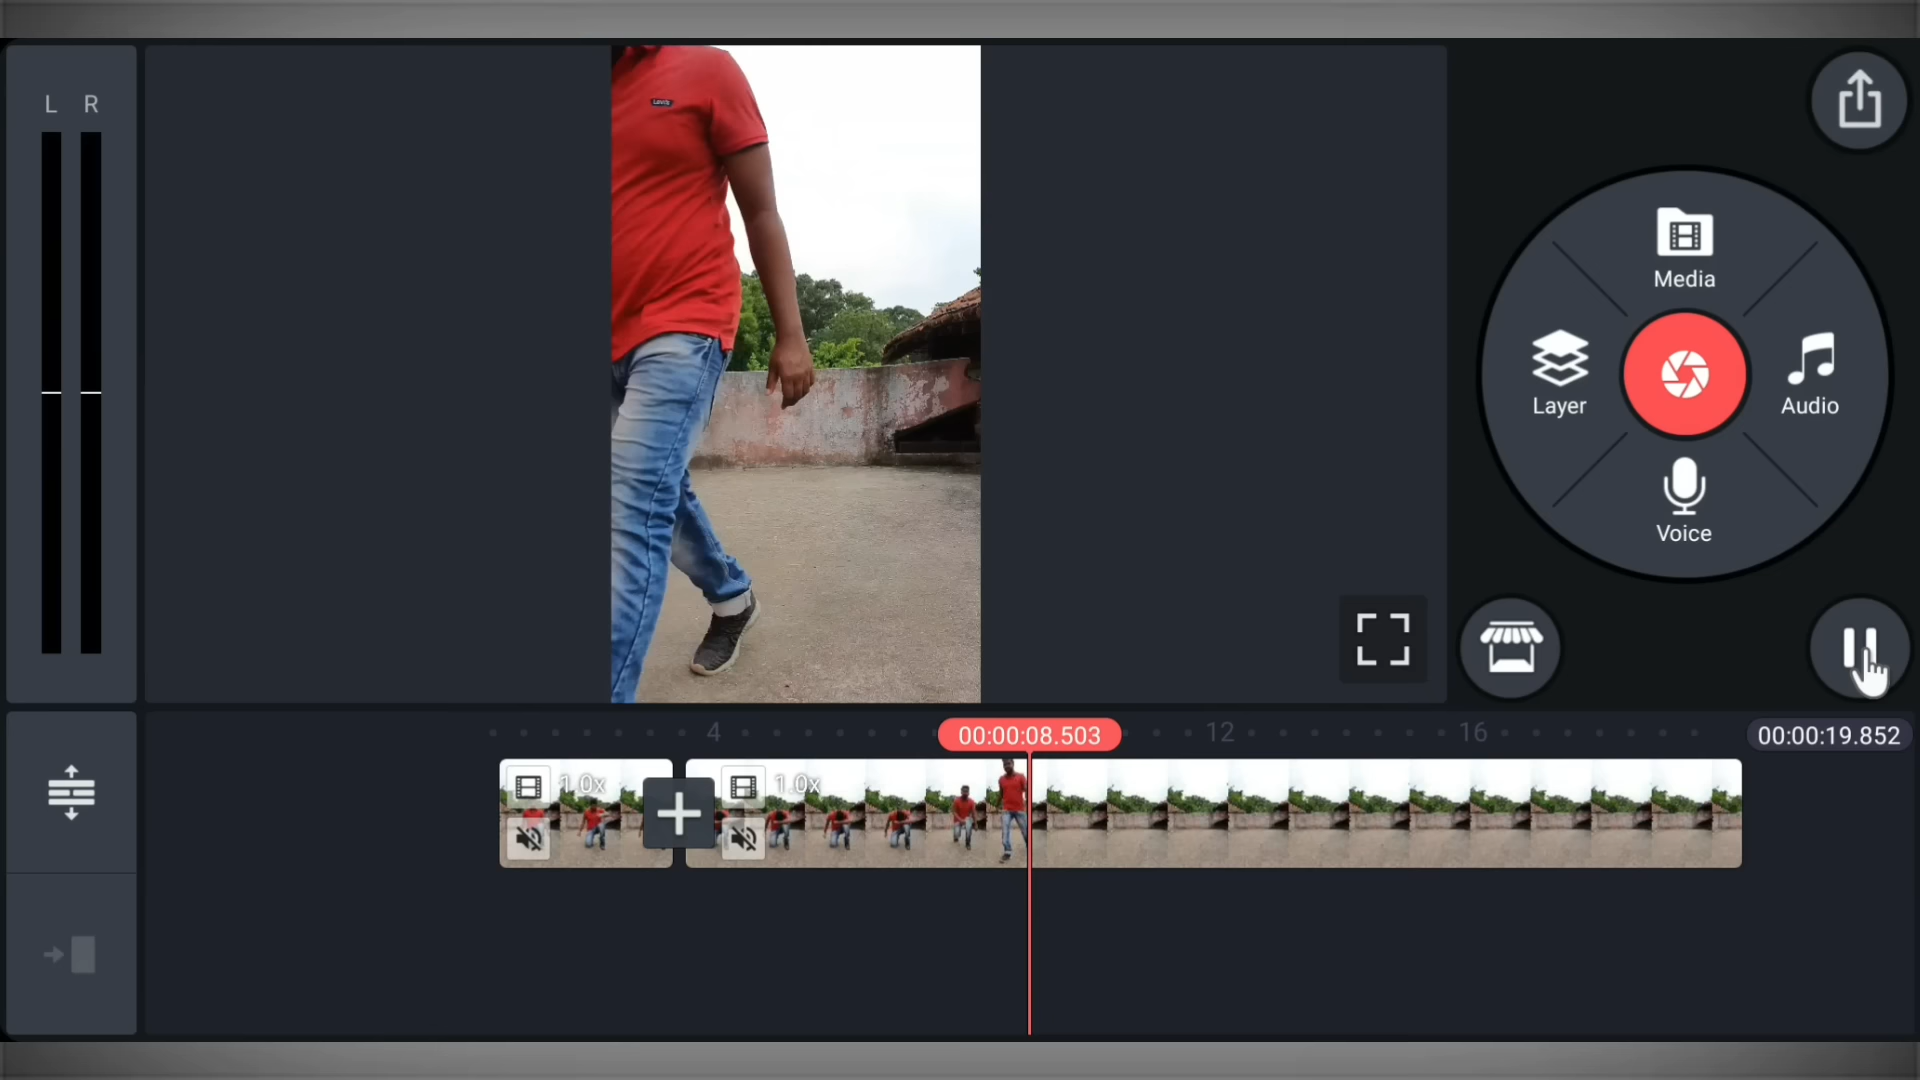 L R
Levi's
Media
Layer
Audio
Voice
4
00:00:08.503
12
16
00:00:19.852
1.0x
1.0x